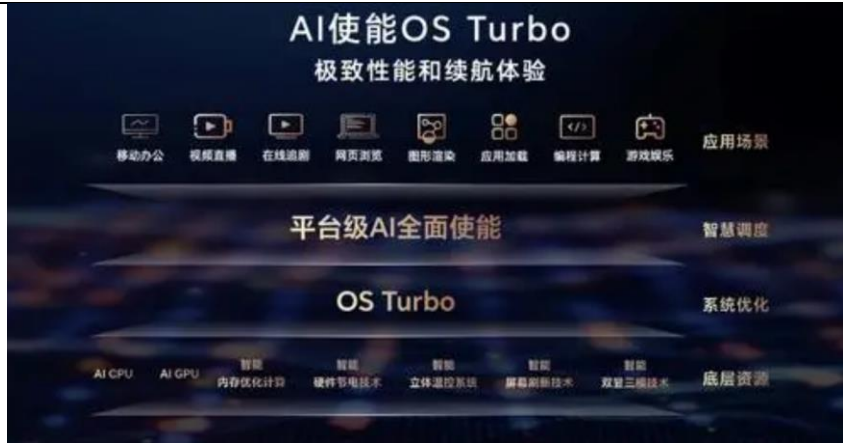 AI使能OS Turbo
极致性能和续航体验
移动办公 视频直播 在线追剧 网页浏览 图形渲染 应用加载 编程计算 游戏娱乐 应用场景
平台级AI全面使能 智慧调度
OS Turbo 系统优化
AI CPU AI GPU 智能 智能 智能 智能 智能
内存优化计算 硬件节电技术 立体温控系统 屏幕刷新技术 双显三模技术 底层资源